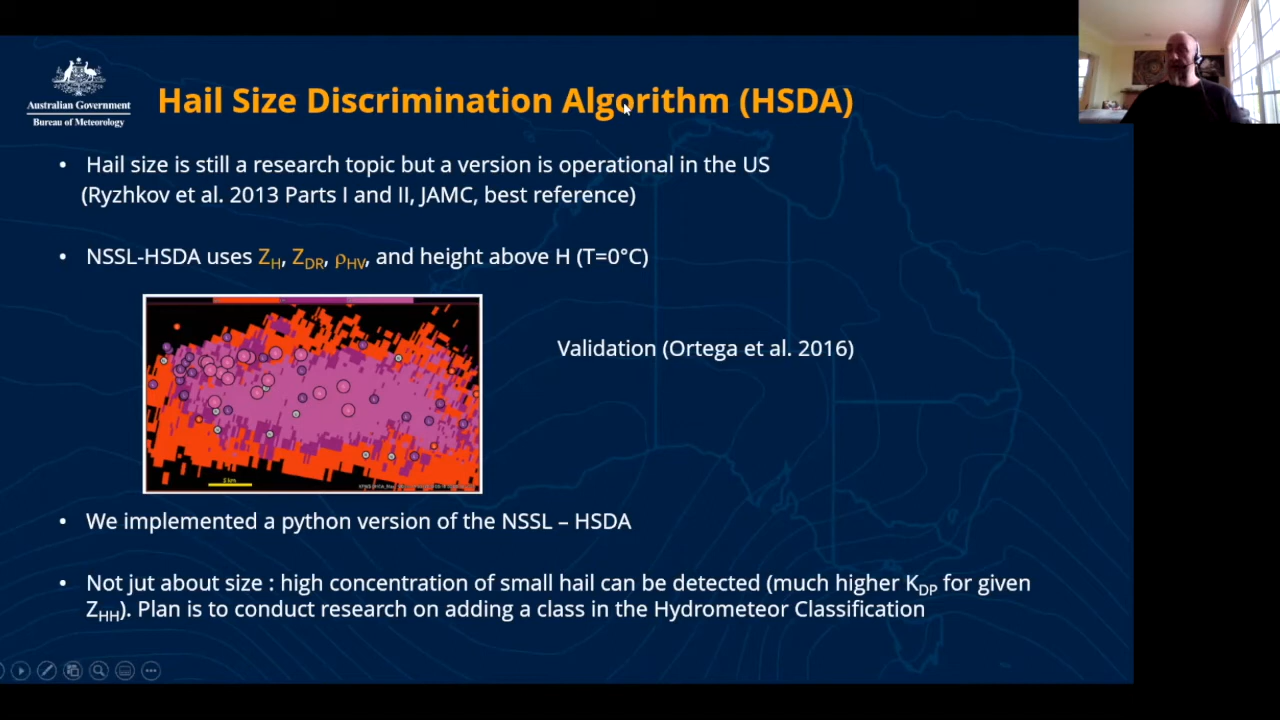 Australian Government
Bureau of Meteorology
Hail Size Discrimination Algorithm (HSDA)
• Hail size is still a research topic but a version is operational in the US
(Ryzhkov et al. 2013 Parts I and II, JAMC, best reference)
• NSSL-HSDA uses ZH, ZDR, ρHV, and height above H (T=0°C)
Validation (Ortega et al. 2016)
5 km
• We implemented a python version of the NSSL – HSDA
• Not jut about size : high concentration of small hail can be detected (much higher KDP for given
ZHH). Plan is to conduct research on adding a class in the Hydrometeor Classification